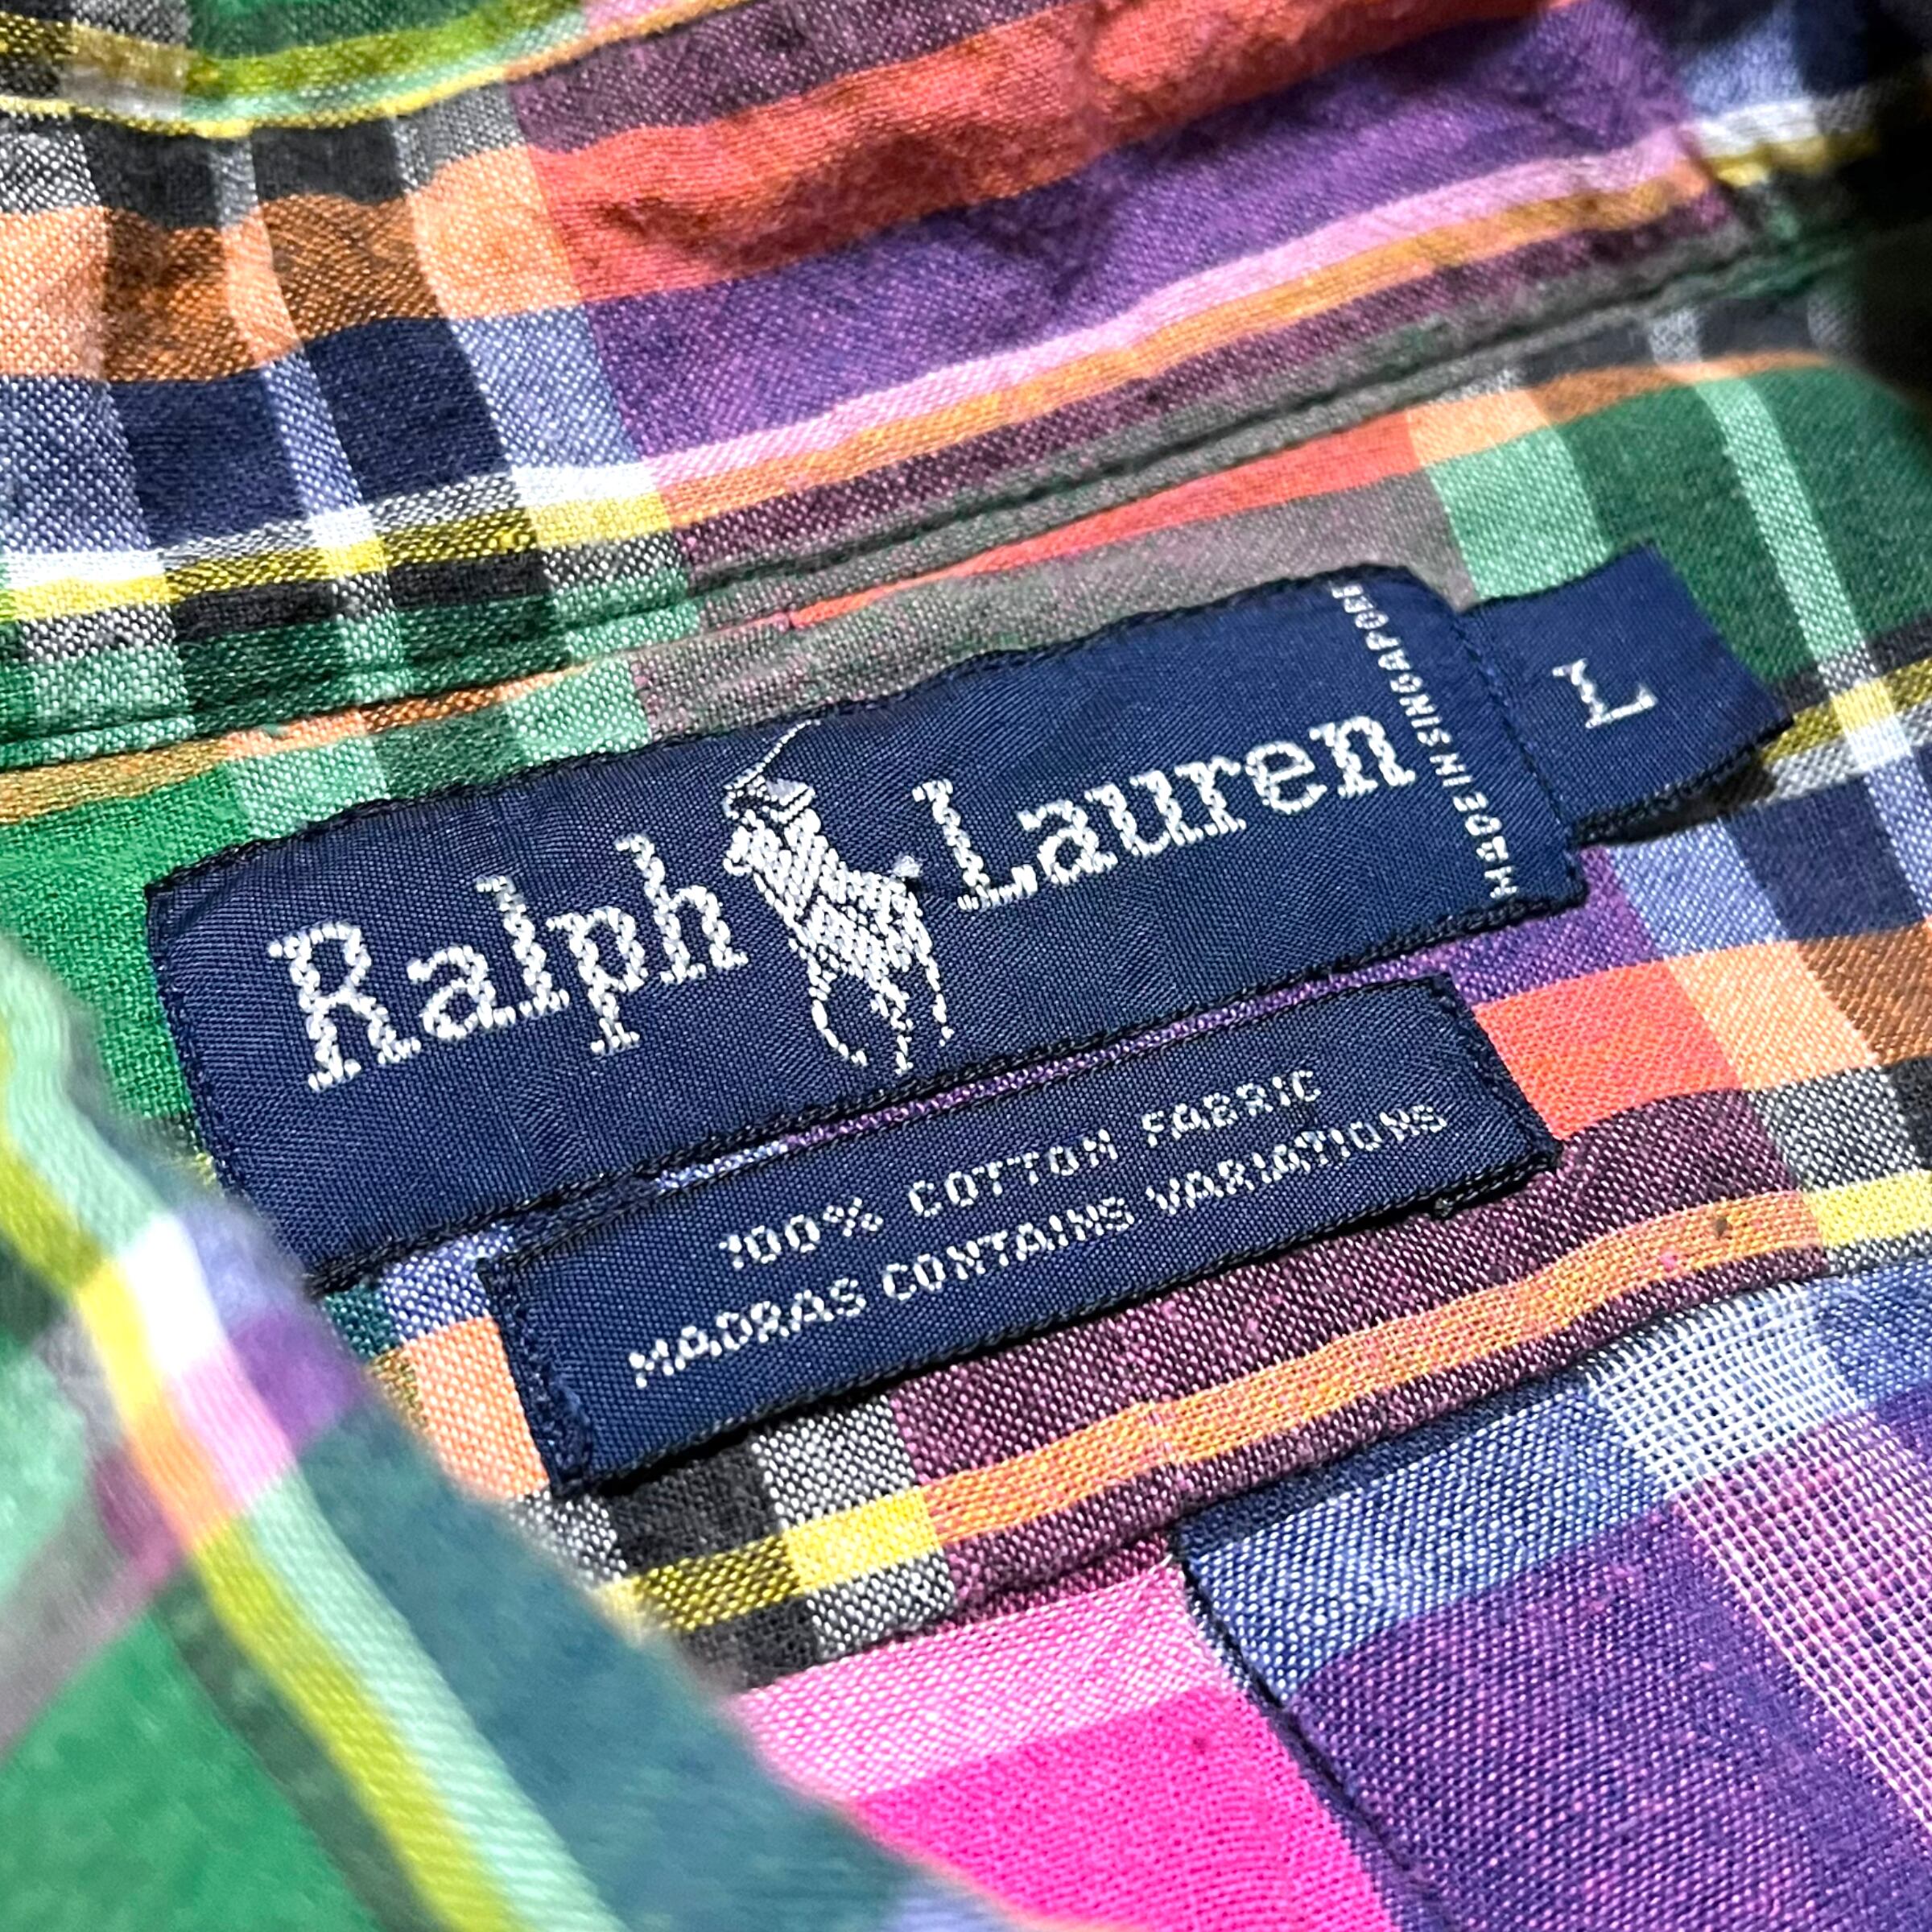 Ralph Lauren
MADE IN SINGAPORE
L
100% COTTON FABRIC
MADRAS CONTAINS VARIATIONS